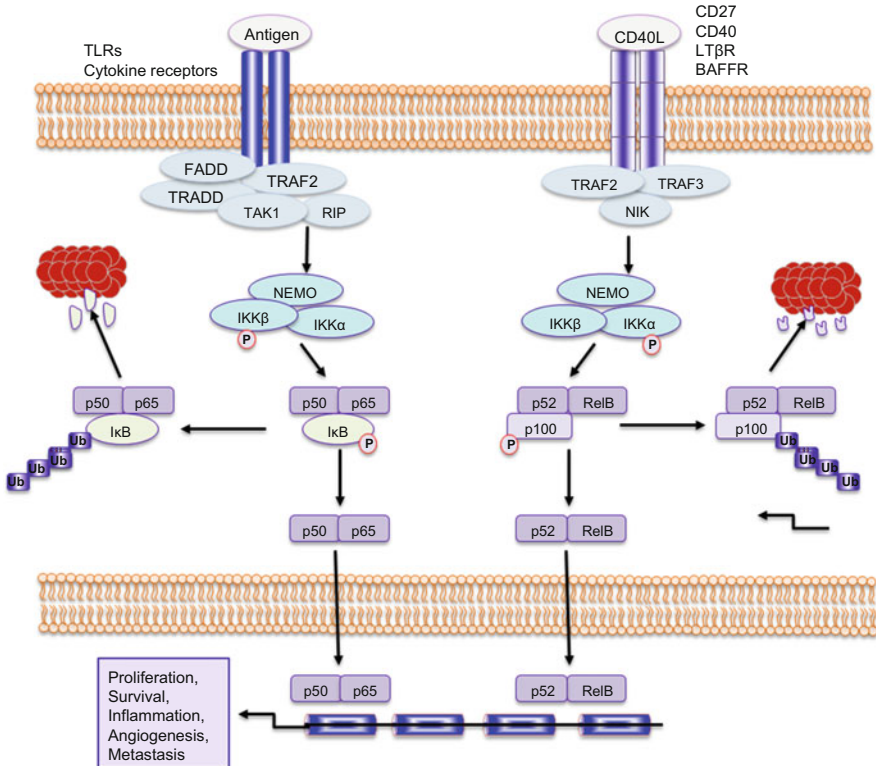 Antigen
TLRs
Cytokine receptors
CD40L
CD27
CD40
LTβR
BAFFR
FADD
TRAF2
TRADD
TAK1
RIP
TRAF2
TRAF3
NIK
NEMO
IKKβ
IKKα
P
NEMO
IKKβ
IKKα
P
p50 p65
IκB
Ub
Ub
Ub
Ub
p50 p65
IκB
P
p52 RelB
p100
P
p52 RelB
p100
Ub
Ub
Ub
Ub
p50 p65
p52 RelB
p50 p65
p52 RelB
Proliferation,
Survival,
Inflammation,
Angiogenesis,
Metastasis